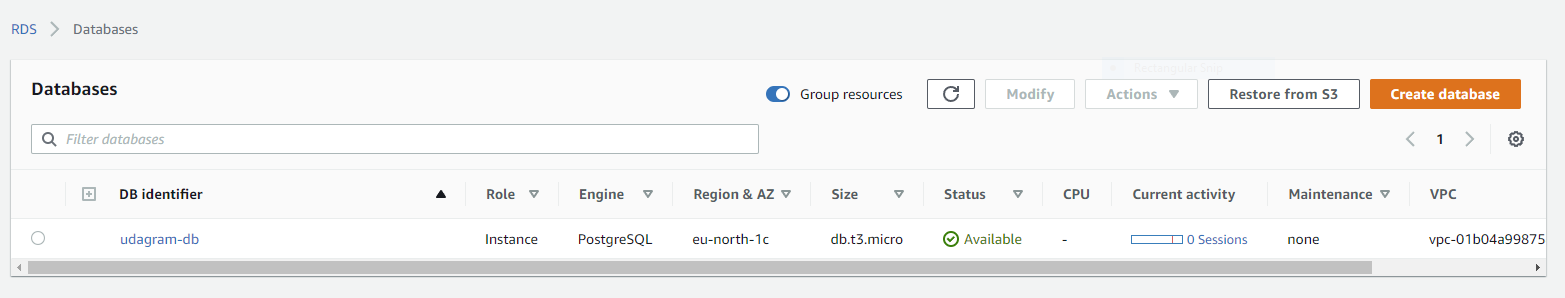 RDS Databases
Rectangular Snip
Databases Group resources Modify Actions Restore from S3 Create database
Filter databases 1
DB identifier Role Engine Region & AZ Size Status CPU Current activity Maintenance VPC
udagram-db Instance PostgreSQL eu-north-1c db.t3.micro Available - 0 Sessions none vpc-01b04a99875